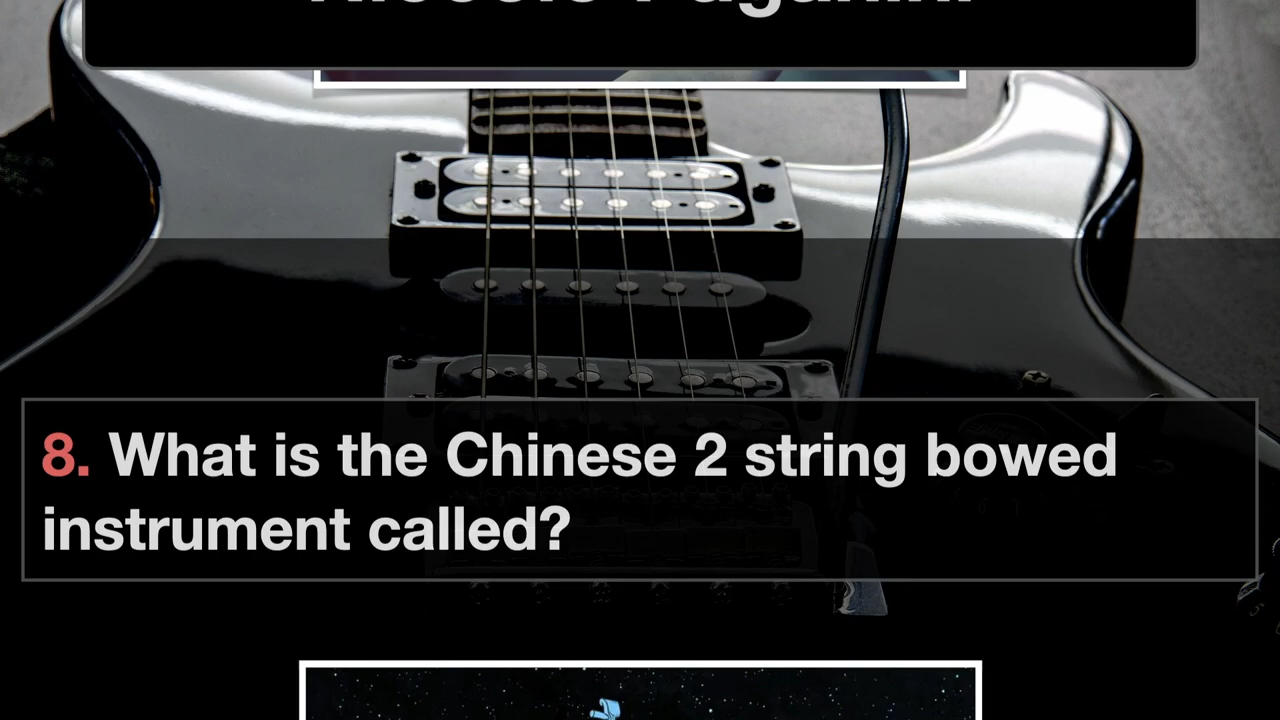 8. What is the Chinese 2 string bowed
instrument called?